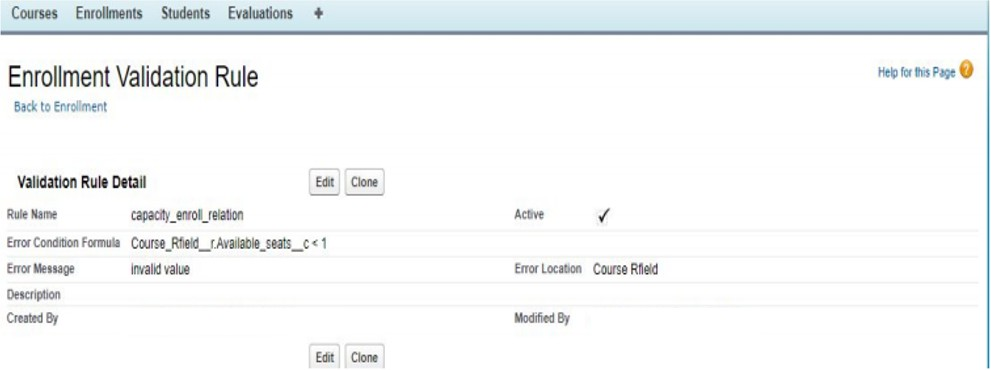 Courses Enrollments Students Evaluations +
Enrollment Validation Rule
Help for this Page ?
Back to Enrollment
Validation Rule Detail Edit Clone
Rule Name capacity_enroll_relation Active ✓
Error Condition Formula Course_Rfield__r.Available_seats__c < 1
Error Message invalid value Error Location Course Rfield
Description
Created By Modified By
Edit Clone